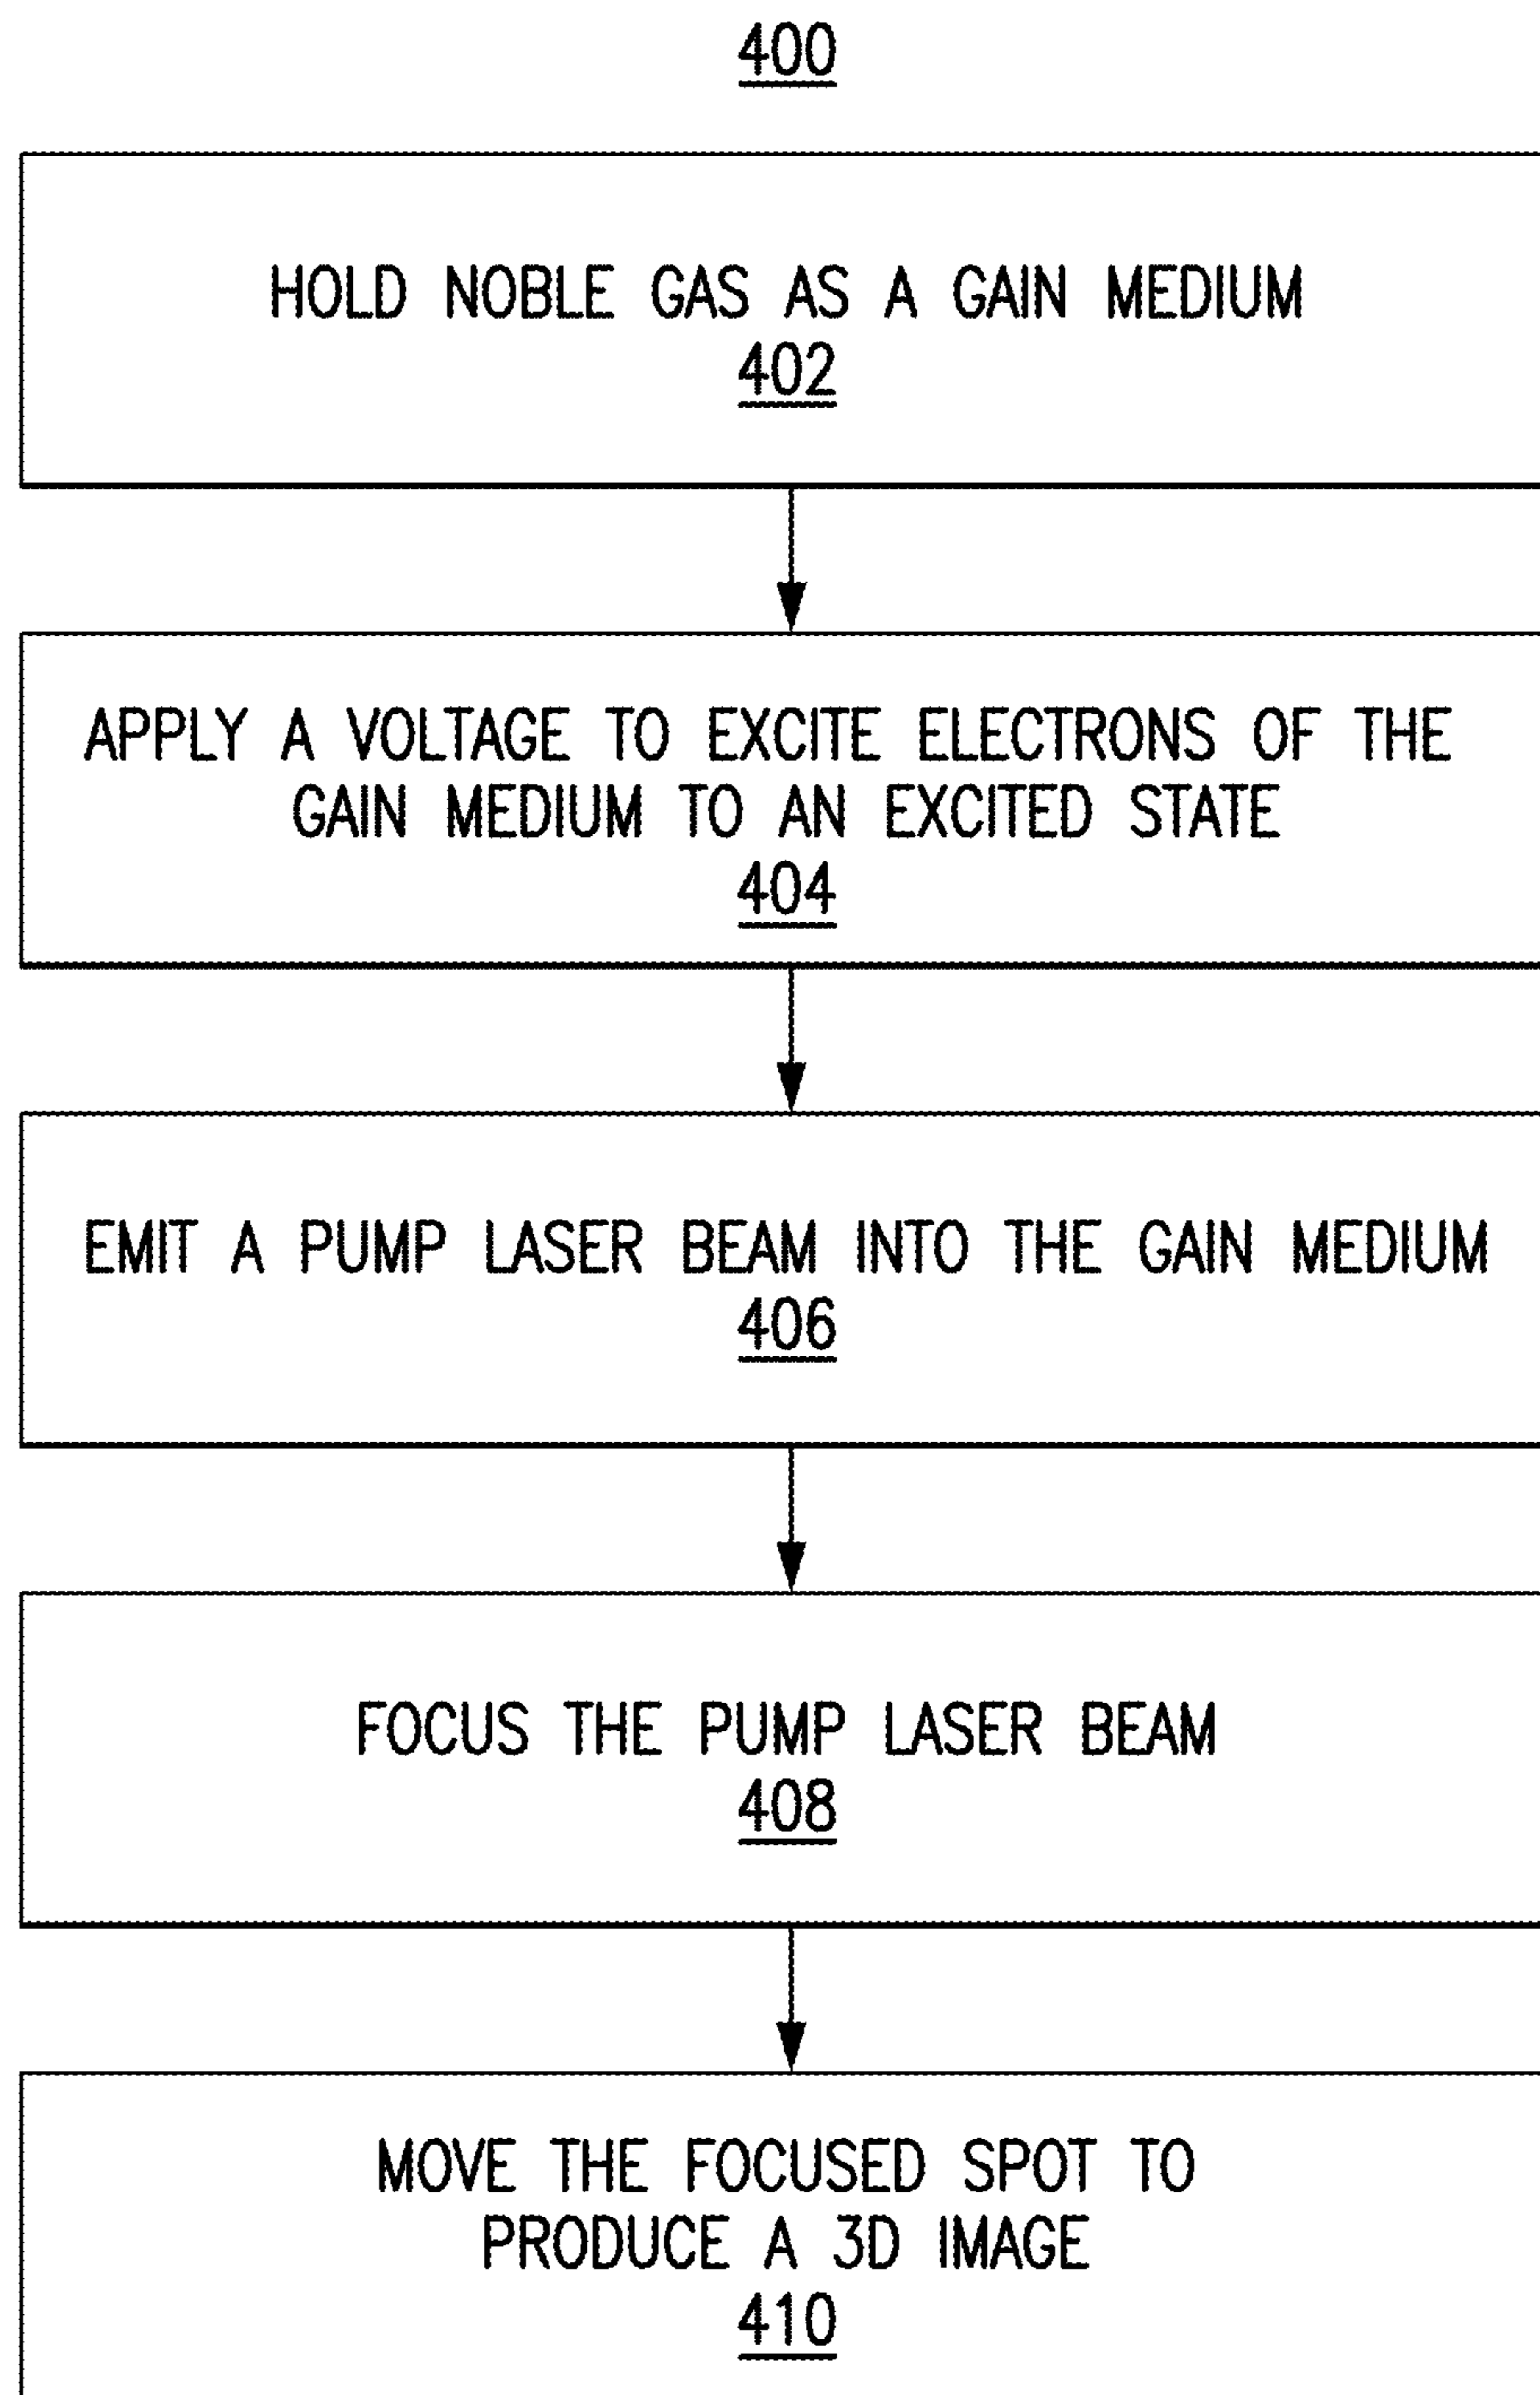 400
HOLD NOBLE GAS AS A GAIN MEDIUM
402
APPLY A VOLTAGE TO EXCITE ELECTRONS OF THE
GAIN MEDIUM TO AN EXCITED STATE
404
EMIT A PUMP LASER BEAM INTO THE GAIN MEDIUM
406
FOCUS THE PUMP LASER BEAM
408
MOVE THE FOCUSED SPOT TO
PRODUCE A 3D IMAGE
410